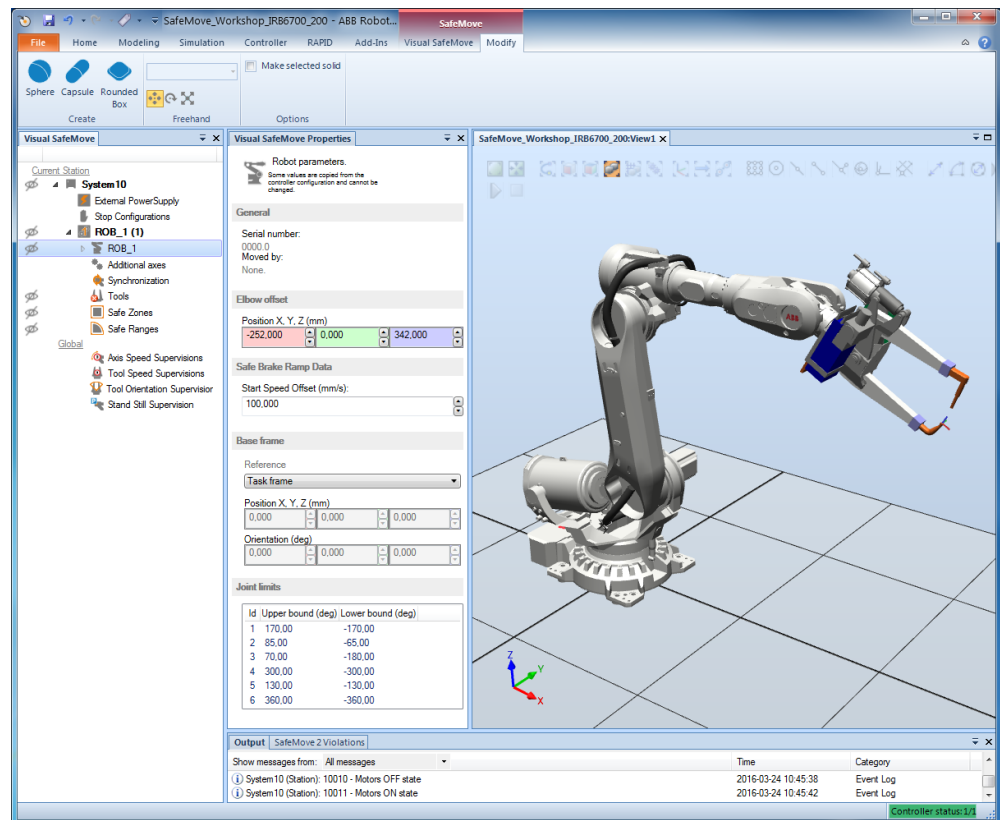 SafeMove_Workshop_IRB6700_200 - ABB Robot...
SafeMove
File Home Modeling Simulation Controller RAPID Add-Ins Visual SafeMove Modify
Sphere Capsule Rounded Box
Make selected solid
Create Freehand Options
Visual SafeMove
Current Station
System10
External PowerSupply
Stop Configurations
ROB_1 (1)
ROB_1
Additional axes
Synchronization
Tools
Safe Zones
Safe Ranges
Global
Axis Speed Supervisions
Tool Speed Supervisions
Tool Orientation Supervisior
Stand Still Supervision
Visual SafeMove Properties
Robot parameters.
Some values are copied from the
controller configuration and cannot be
changed.
General
Serial number:
0000.0
Moved by:
None.
Elbow offset
Position X, Y, Z (mm)
-252,000 0,000 342,000
Safe Brake Ramp Data
Start Speed Offset (mm/s):
100,000
Base frame
Reference
Task frame
Position X, Y, Z (mm)
0,000 0,000 0,000
Orientation (deg)
0,000 0,000 0,000
Joint limits
Id Upper bound (deg) Lower bound (deg)
1 170,00 -170,00
2 85,00 -65,00
3 70,00 -180,00
4 300,00 -300,00
5 130,00 -130,00
6 360,00 -360,00
SafeMove_Workshop_IRB6700_200:View1
ABB
Z
Y
X
Output SafeMove 2 Violations
Show messages from: All messages Time Category
System10 (Station): 10010 - Motors OFF state 2016-03-24 10:45:38 Event Log
System10 (Station): 10011 - Motors ON state 2016-03-24 10:45:42 Event Log
Controller status: 1/1